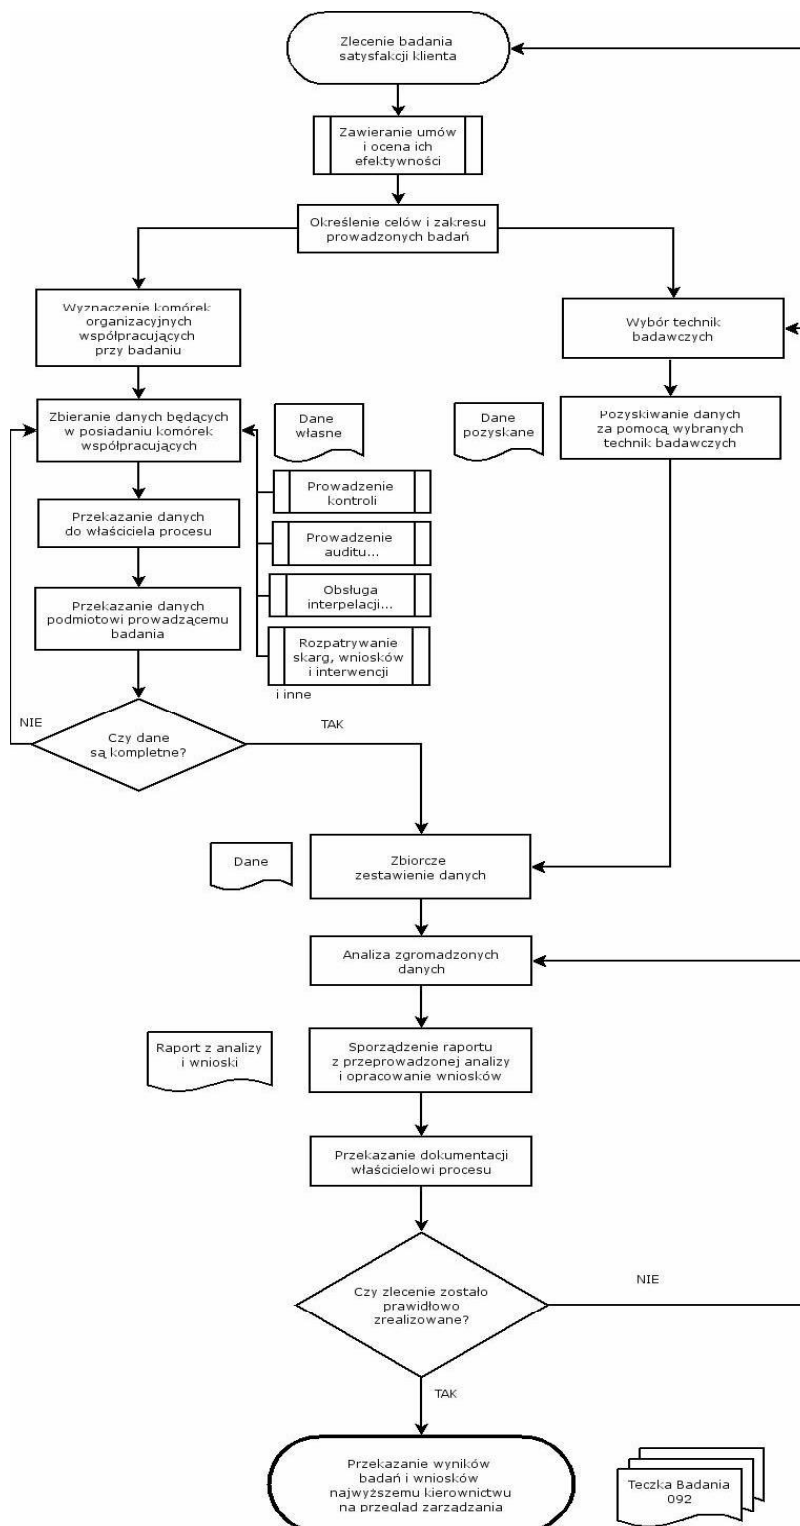 Zlecenie badania
satysfakcji klienta
Zawieranie umów
i ocena ich
efektywności
Określenie celów i zakresu
prowadzonych badań
Wyznaczenie komórek
organizacyjnych
współpracujących
przy badaniu
Wybór technik
badawczych
Zbieranie danych będących
w posiadaniu komórek
współpracujących
Dane
własne
Dane
pozyskane
Pozyskiwanie danych
za pomocą wybranych
technik badawczych
Prowadzenie
kontroli
Przekazanie danych
do właściciela procesu
Prowadzenie
auditu...
Obsługa
interpelacji...
Przekazanie danych
podmiotowi prowadzącemu
badania
Rozpatrywanie
skarg, wniosków
i interwencji
i inne
NIE
TAK
Czy dane
są kompletne?
Dane
Zbiorcze
zestawienie danych
Analiza zgromadzonych
danych
Raport z analizy
i wnioski
Sporządzenie raportu
z przeprowadzonej analizy
i opracowanie wniosków
Przekazanie dokumentacji
właścicielowi procesu
Czy zlecenie zostało
prawidłowo
zrealizowane?
NIE
TAK
Przekazanie wyników
badań i wniosków
najwyższemu kierownictwu
na przegląd zarządzania
Teczka Badania
092